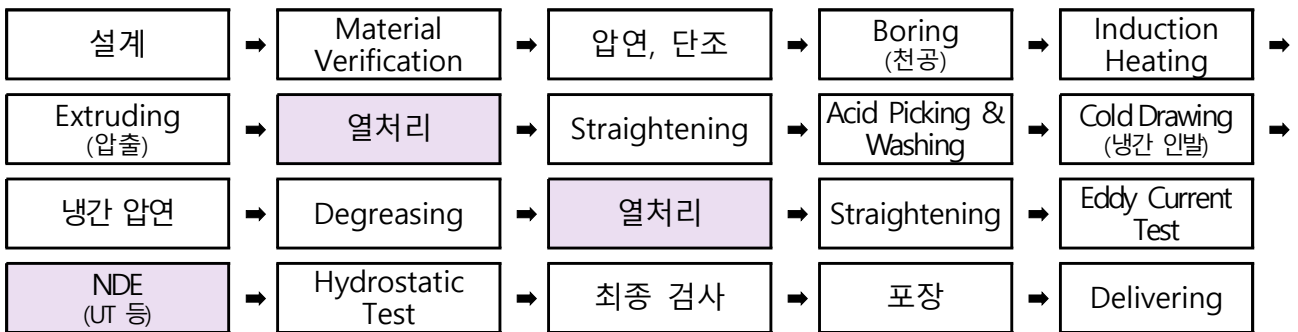 설계 ➡ Material Verification ➡ 압연, 단조 ➡ Boring (천공) ➡ Induction Heating ➡
Extruding (압출) ➡ 열처리 ➡ Straightening ➡ Acid Picking & Washing ➡ Cold Drawing (냉간 인발) ➡
냉간 압연 ➡ Degreasing ➡ 열처리 ➡ Straightening ➡ Eddy Current Test
NDE (UT 등) ➡ Hydrostatic Test ➡ 최종 검사 ➡ 포장 ➡ Delivering